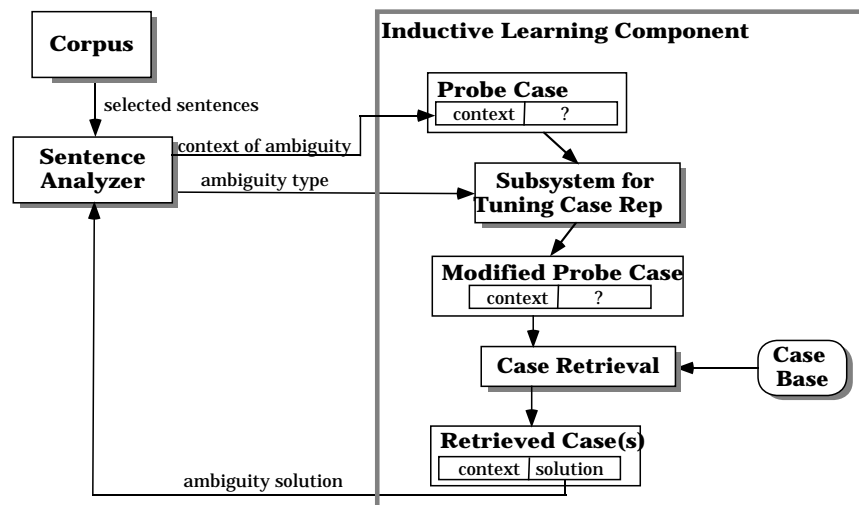 Inductive Learning Component
Corpus
selected sentences
Sentence
Analyzer
context of ambiguity
ambiguity type
Probe Case
context ?
Subsystem for
Tuning Case Rep
Modified Probe Case
context ?
Case Retrieval
Case
Base
Retrieved Case(s)
context solution
ambiguity solution